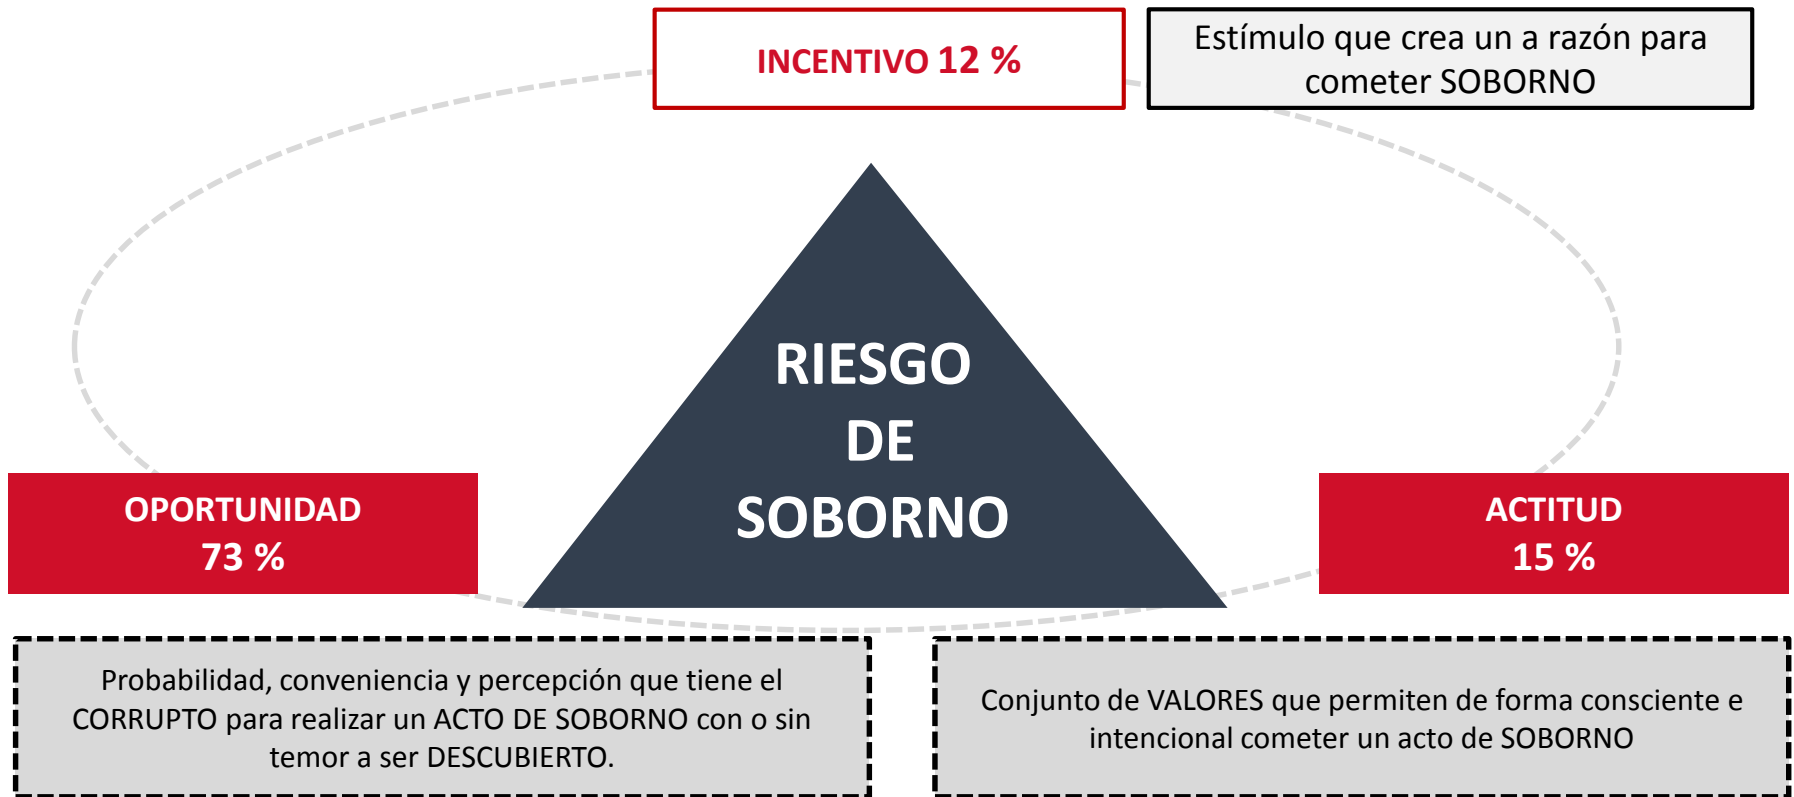 INCENTIVO 12 %
Estímulo que crea un a razón para
cometer SOBORNO
RIESGO
DE
SOBORNO
OPORTUNIDAD
73 %
ACTITUD
15 %
Probabilidad, conveniencia y percepción que tiene el
CORRUPTO para realizar un ACTO DE SOBORNO con o sin
temor a ser DESCUBIERTO.
Conjunto de VALORES que permiten de forma consciente e
intencional cometer un acto de SOBORNO